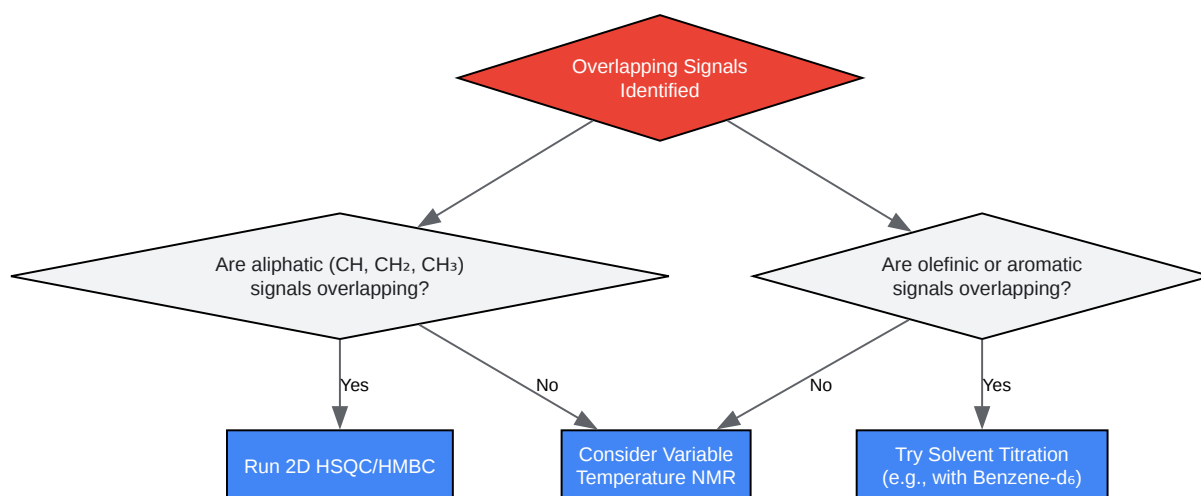 Overlapping Signals
Identified
Are aliphatic (CH, CH₂, CH₃)
signals overlapping?
Are olefinic or aromatic
signals overlapping?
Yes
No
No
Yes
Run 2D HSQC/HMBC
Consider Variable
Temperature NMR
Try Solvent Titration
(e.g., with Benzene-d₆)